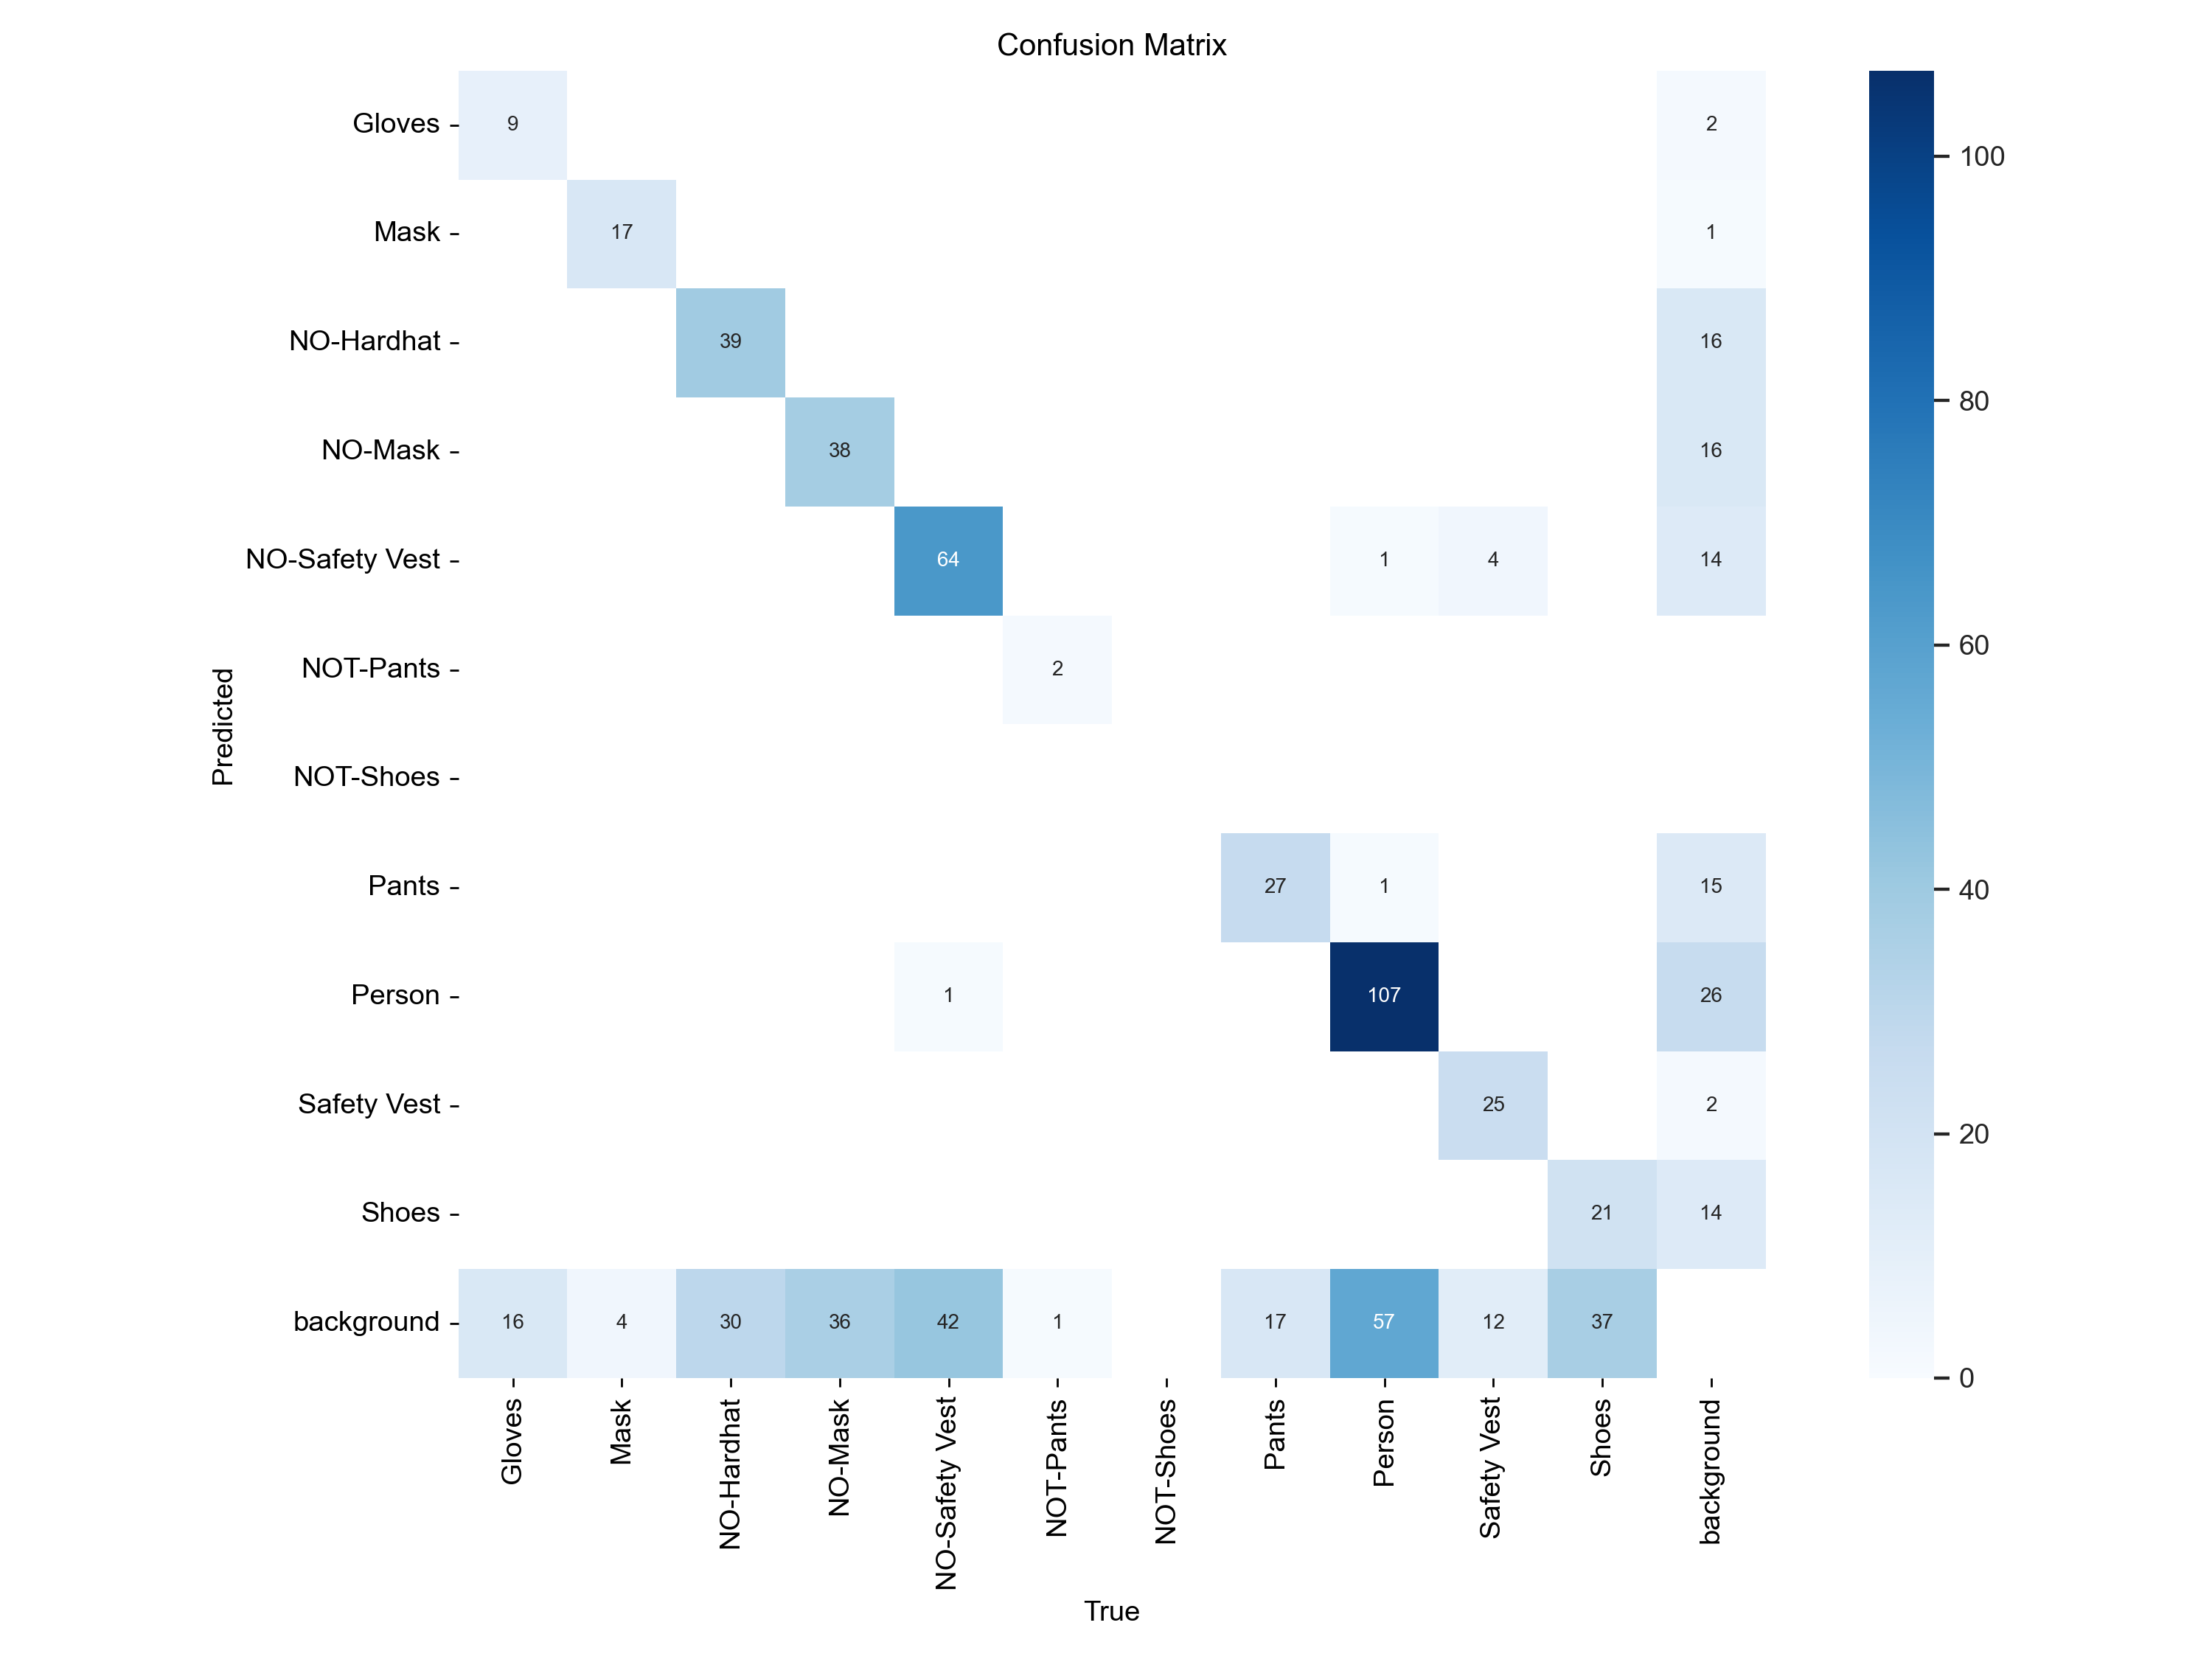 Confusion Matrix
Gloves 9 2
Mask 17 1
NO-Hardhat 39 16
NO-Mask 38 16
NO-Safety Vest 64 1 4 14
NOT-Pants 2
NOT-Shoes
Pants 27 1 15
Person 1 107 26
Safety Vest 25 2
Shoes 21 14
background 16 4 30 36 42 1 17 57 12 37
Predicted
Gloves
Mask
NO-Hardhat
NO-Mask
NO-Safety Vest
NOT-Pants
NOT-Shoes
Pants
Person
Safety Vest
Shoes
background
True
100
80
60
40
20
0